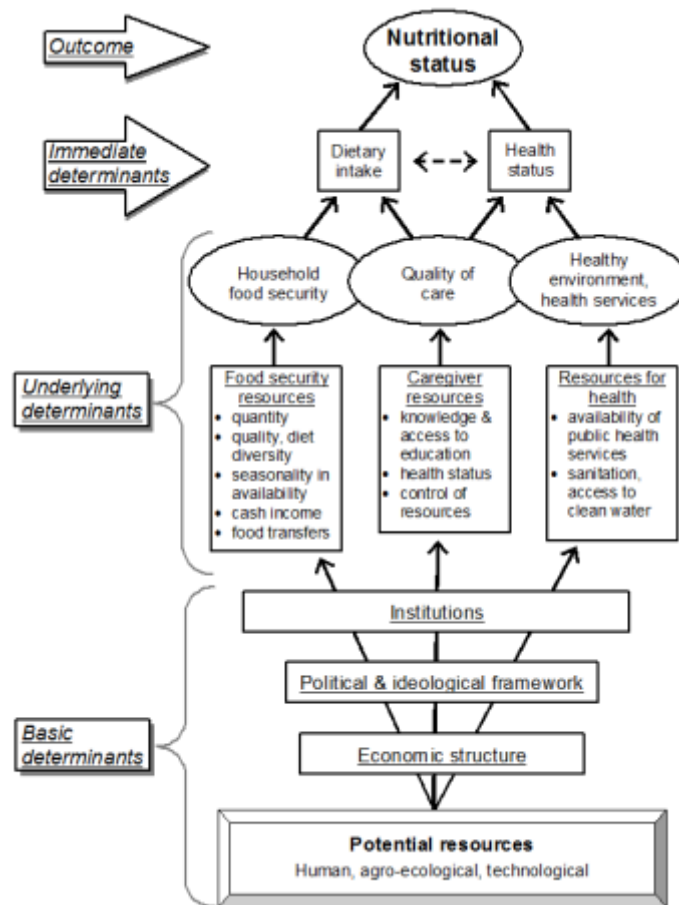 Outcome
Nutritional
status
Immediate
determinants
Dietary
intake
Health
status
Underlying
determinants
Household
food security
Quality of
care
Healthy
environment,
health services
Food security
resources
• quantity
• quality, diet
diversity
• seasonality in
availability
• cash income
• food transfers
Caregiver
resources
• knowledge &
access to
education
• health status
• control of
resources
Resources for
health
• availability of
public health
services
• sanitation,
access to
clean water
Basic
determinants
Institutions
Political & ideological framework
Economic structure
Potential resources
Human, agro-ecological, technological